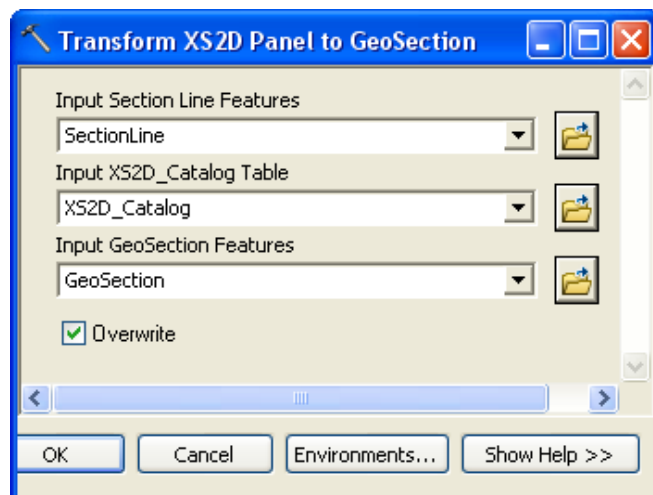 Transform XS2D Panel to GeoSection
Input Section Line Features
SectionLine
Input XS2D_Catalog Table
XS2D_Catalog
Input GeoSection Features
GeoSection
Overwrite
OK Cancel Environments... Show Help >>